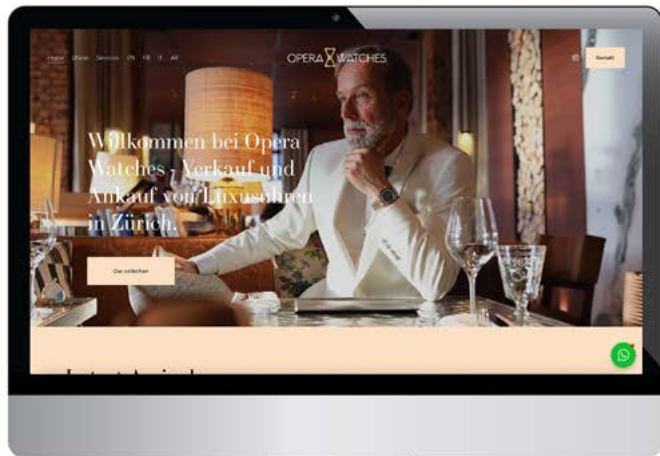 Home Uhren Services EN FR IT AR
OPERA WATCHES
Kontakt
Willkommen bei Opera
Watches - Verkauf und
Ankauf von Luxusuhren
in Zürich.
Our collection